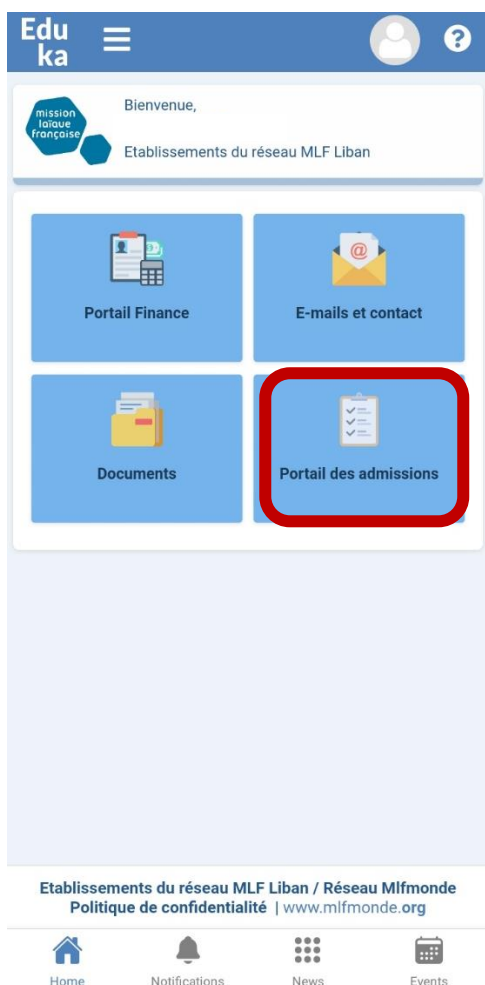 Edu
ka
?
mission
laïque
française
Bienvenue,
Etablissements du réseau MLF Liban
Portail Finance
@
E-mails et contact
Documents
Portail des admissions
Etablissements du réseau MLF Liban / Réseau Mlfmonde
Politique de confidentialité | www.mlfmonde.org
Home
Notifications
News
Events